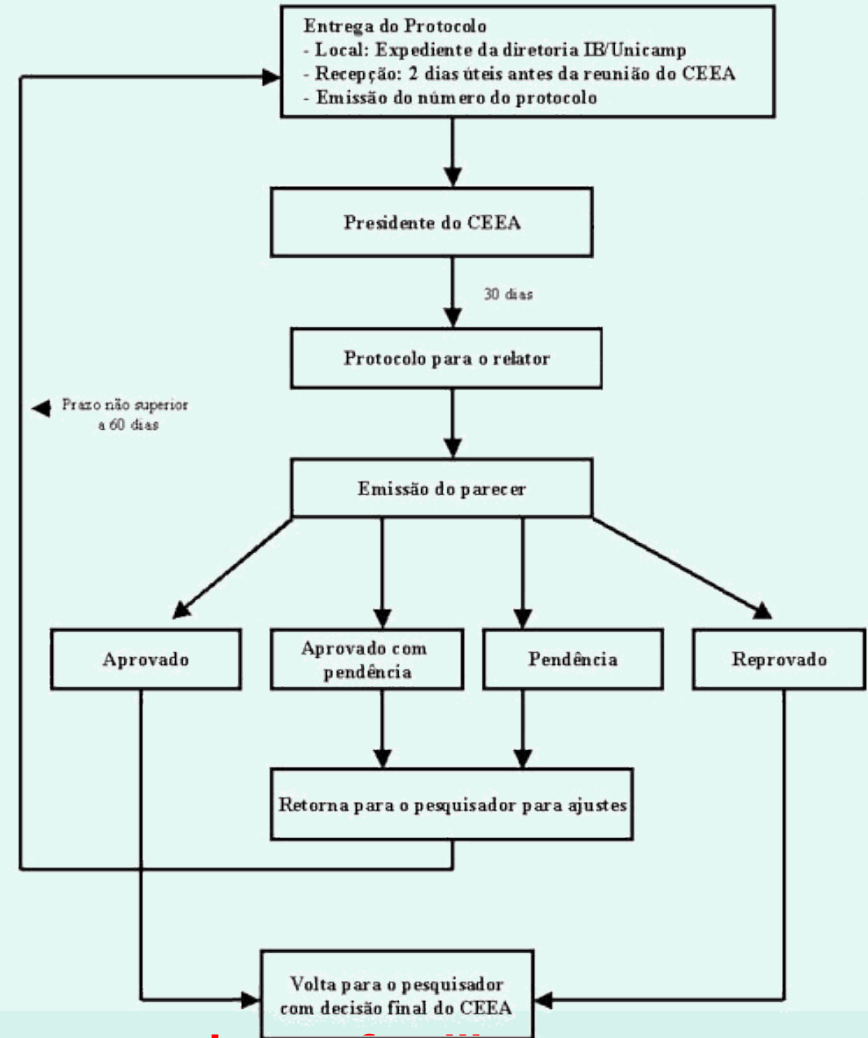 Entrega do Protocolo
- Local: Expediente da diretoria IB/Unicamp
- Recepção: 2 dias úteis antes da reunião do CEEA
- Emissão do número do protocolo
Presidente do CEEA
30 dias
Protocolo para o relator
Prazo não superior
a 60 dias
Emissão do parecer
Aprovado
Aprovado com
pendência
Pendência
Reprovado
Retorna para o pesquisador para ajustes
Volta para o pesquisador
com decisão final do CEEA